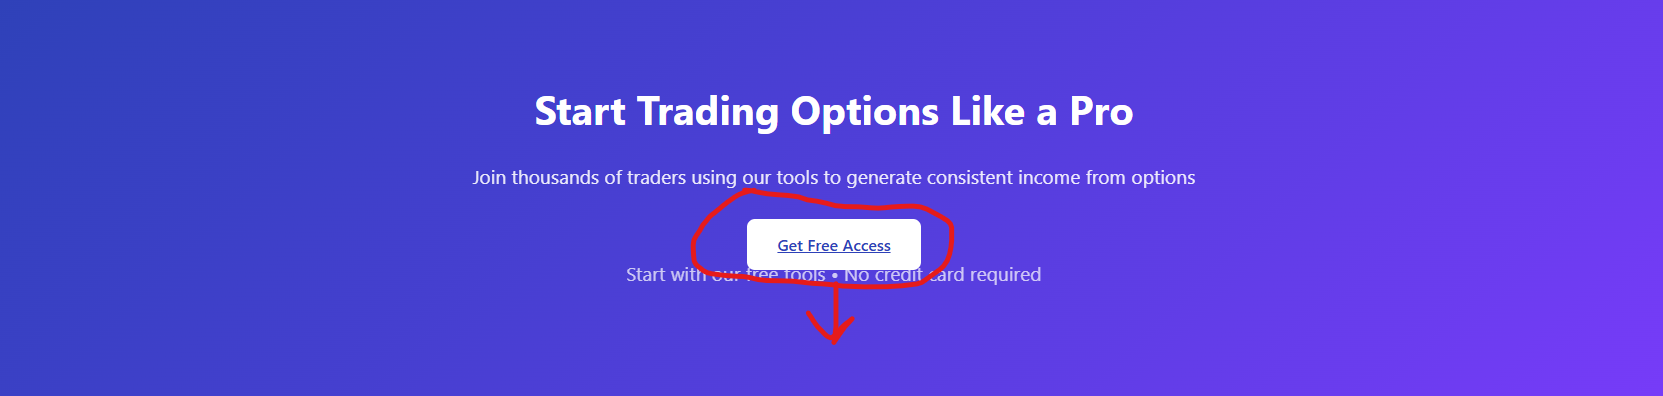 Start Trading Options Like a Pro
Join thousands of traders using our tools to generate consistent income from options
Get Free Access
Start with our free tools • No credit card required